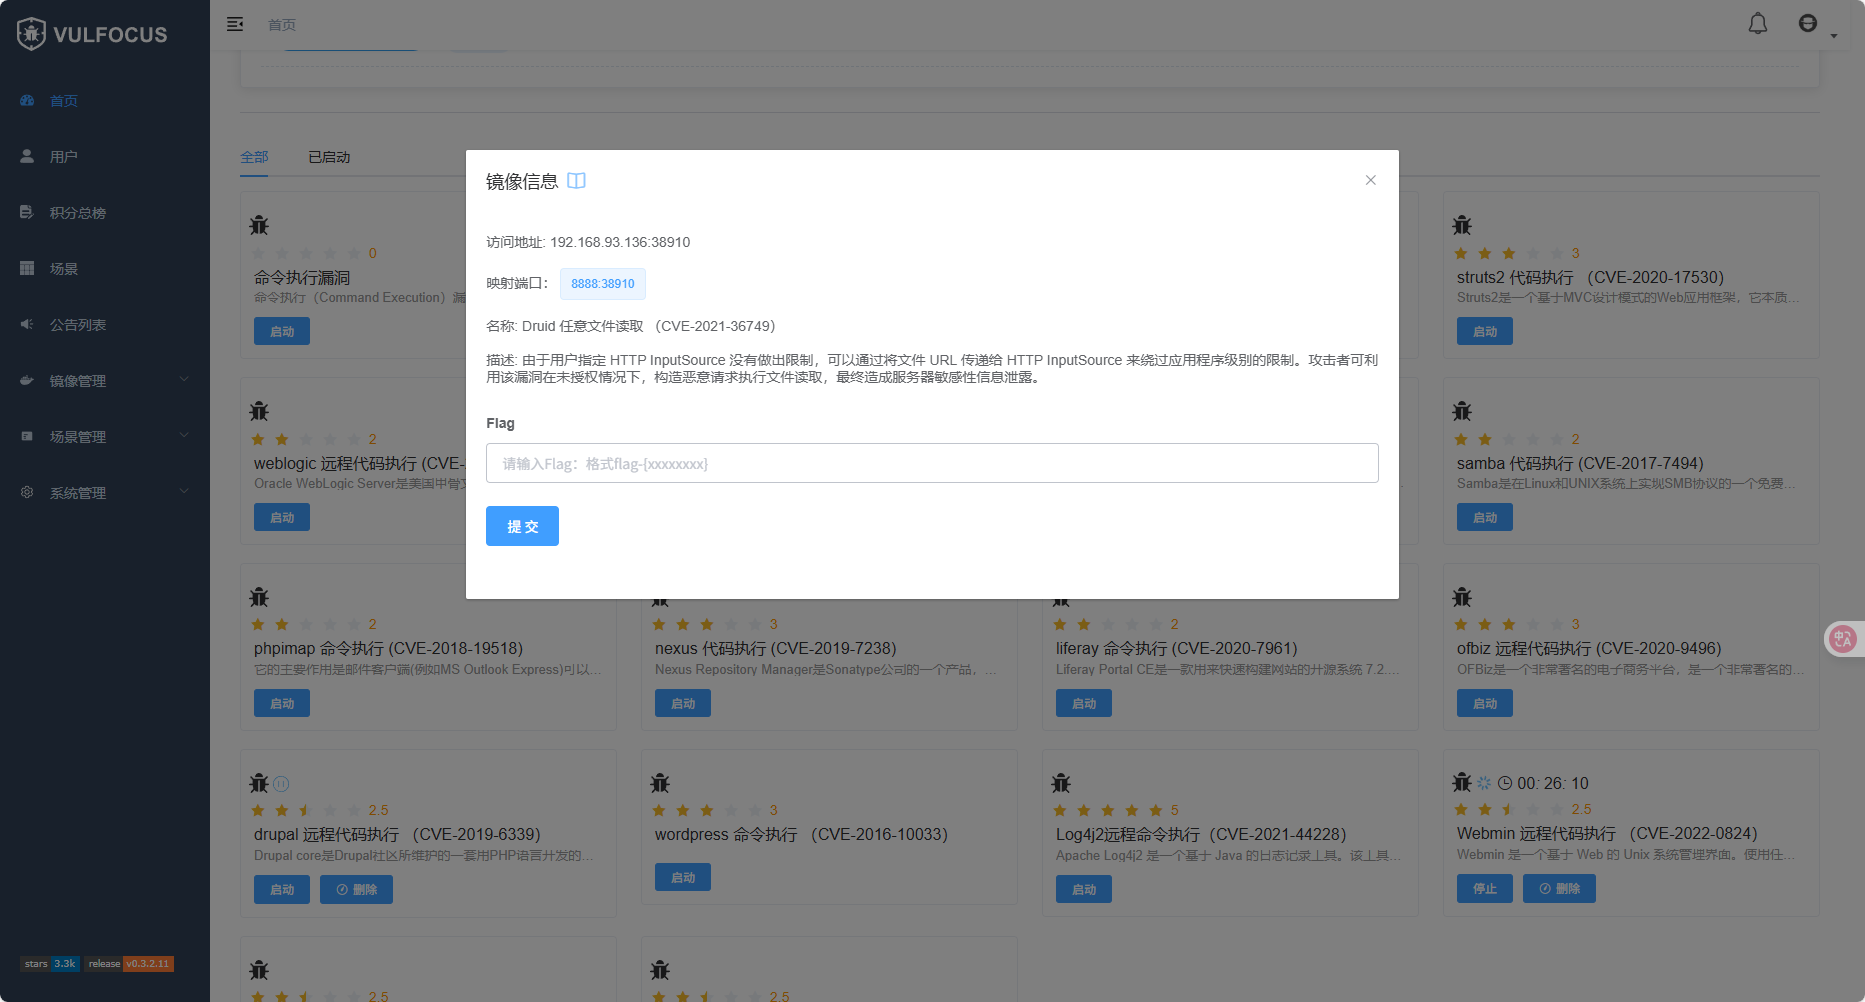 VULFOCUS
首页
首页
用户
积分总榜
场景
公告列表
镜像管理
场景管理
系统管理
stars 3.3k release v0.3.2.11
全部 已启动
镜像信息
访问地址: 192.168.93.136:38910
映射端口： 8888:38910
名称: Druid 任意文件读取 （CVE-2021-36749）
描述: 由于用户指定 HTTP InputSource 没有做出限制，可以通过将文件 URL 传递给 HTTP InputSource 来绕过应用程序级别的限制。攻击者可利
用该漏洞在未授权情况下，构造恶意请求执行文件读取，最终造成服务器敏感性信息泄露。
Flag
请输入Flag：格式flag-{xxxxxxxx}
提 交
0
命令执行漏洞
命令执行（Command Execution）漏
启动
3
struts2 代码执行 （CVE-2020-17530）
Struts2是一个基于MVC设计模式的Web应用框架，它本质...
启动
2
weblogic 远程代码执行 (CVE-
Oracle WebLogic Server是美国甲骨文
启动
2
samba 代码执行 (CVE-2017-7494)
Samba是在Linux和UNIX系统上实现SMB协议的一个免费...
启动
2
phpimap 命令执行 (CVE-2018-19518)
它的主要作用是邮件客户端(例如MS Outlook Express)可以...
启动
3
nexus 代码执行 (CVE-2019-7238)
Nexus Repository Manager是Sonatype公司的一个产品，...
启动
2
liferay 命令执行 (CVE-2020-7961)
Liferay Portal CE是一款用来快速构建网站的开源系统 7.2....
启动
3
ofbiz 远程代码执行 (CVE-2020-9496)
OFBiz是一个非常著名的电子商务平台，是一个非常著名的...
启动
2.5
drupal 远程代码执行 （CVE-2019-6339）
Drupal core是Drupal社区所维护的一套用PHP语言开发的...
启动 删除
3
wordpress 命令执行 （CVE-2016-10033）
启动
5
Log4j2远程命令执行（CVE-2021-44228）
Apache Log4j2 是一个基于 Java 的日志记录工具。该工具...
启动
00: 26: 10
2.5
Webmin 远程代码执行 （CVE-2022-0824）
Webmin 是一个基于 Web 的 Unix 系统管理界面。使用任...
停止 删除
2.5
2.5